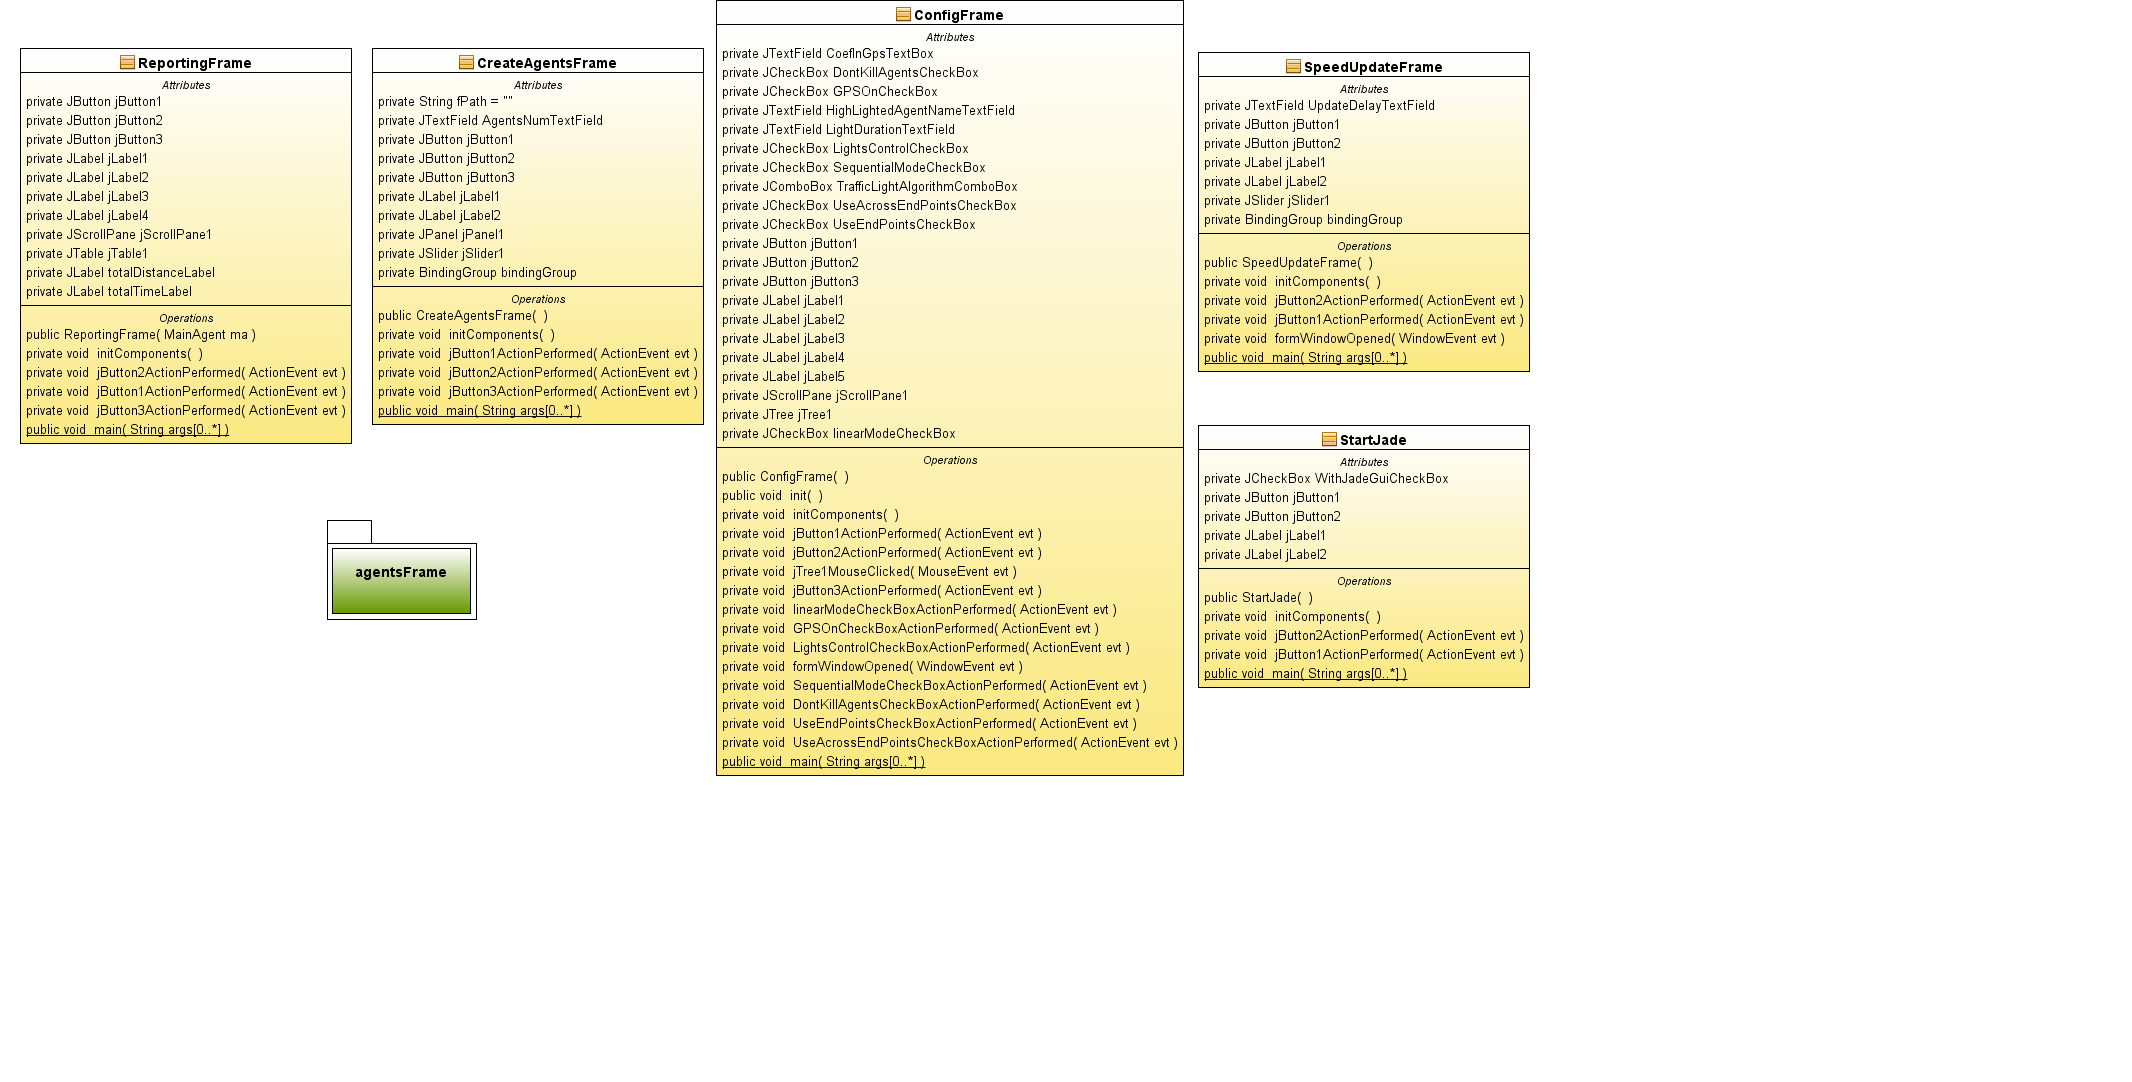 ReportingFrame
Attributes
private JButton jButton1
private JButton jButton2
private JButton jButton3
private JLabel jLabel1
private JLabel jLabel2
private JLabel jLabel3
private JLabel jLabel4
private JScrollPane jScrollPane1
private JTable jTable1
private JLabel totalDistanceLabel
private JLabel totalTimeLabel
Operations
public ReportingFrame( MainAgent ma )
private void  initComponents(  )
private void  jButton2ActionPerformed( ActionEvent evt )
private void  jButton1ActionPerformed( ActionEvent evt )
private void  jButton3ActionPerformed( ActionEvent evt )
public void  main( String args[0..*] )
CreateAgentsFrame
Attributes
private String fPath = ""
private JTextField AgentsNumTextField
private JButton jButton1
private JButton jButton2
private JButton jButton3
private JLabel jLabel1
private JLabel jLabel2
private JPanel jPanel1
private JSlider jSlider1
private BindingGroup bindingGroup
Operations
public CreateAgentsFrame(  )
private void  initComponents(  )
private void  jButton1ActionPerformed( ActionEvent evt )
private void  jButton2ActionPerformed( ActionEvent evt )
private void  jButton3ActionPerformed( ActionEvent evt )
public void  main( String args[0..*] )
agentsFrame
ConfigFrame
Attributes
private JTextField CoefInGpsTextBox
private JCheckBox DontKillAgentsCheckBox
private JCheckBox GPSOnCheckBox
private JTextField HighLightedAgentNameTextField
private JTextField LightDurationTextField
private JCheckBox LightsControlCheckBox
private JCheckBox SequentialModeCheckBox
private JComboBox TrafficLightAlgorithmComboBox
private JCheckBox UseAcrossEndPointsCheckBox
private JCheckBox UseEndPointsCheckBox
private JButton jButton1
private JButton jButton2
private JButton jButton3
private JLabel jLabel1
private JLabel jLabel2
private JLabel jLabel3
private JLabel jLabel4
private JLabel jLabel5
private JScrollPane jScrollPane1
private JTree jTree1
private JCheckBox linearModeCheckBox
Operations
public ConfigFrame(  )
public void  init(  )
private void  initComponents(  )
private void  jButton1ActionPerformed( ActionEvent evt )
private void  jButton2ActionPerformed( ActionEvent evt )
private void  jTree1MouseClicked( MouseEvent evt )
private void  jButton3ActionPerformed( ActionEvent evt )
private void  linearModeCheckBoxActionPerformed( ActionEvent evt )
private void  GPSOnCheckBoxActionPerformed( ActionEvent evt )
private void  LightsControlCheckBoxActionPerformed( ActionEvent evt )
private void  formWindowOpened( WindowEvent evt )
private void  SequentialModeCheckBoxActionPerformed( ActionEvent evt )
private void  DontKillAgentsCheckBoxActionPerformed( ActionEvent evt )
private void  UseEndPointsCheckBoxActionPerformed( ActionEvent evt )
private void  UseAcrossEndPointsCheckBoxActionPerformed( ActionEvent evt )
public void  main( String args[0..*] )
SpeedUpdateFrame
Attributes
private JTextField UpdateDelayTextField
private JButton jButton1
private JButton jButton2
private JLabel jLabel1
private JLabel jLabel2
private JSlider jSlider1
private BindingGroup bindingGroup
Operations
public SpeedUpdateFrame(  )
private void  initComponents(  )
private void  jButton2ActionPerformed( ActionEvent evt )
private void  jButton1ActionPerformed( ActionEvent evt )
private void  formWindowOpened( WindowEvent evt )
public void  main( String args[0..*] )
StartJade
Attributes
private JCheckBox WithJadeGuiCheckBox
private JButton jButton1
private JButton jButton2
private JLabel jLabel1
private JLabel jLabel2
Operations
public StartJade(  )
private void  initComponents(  )
private void  jButton2ActionPerformed( ActionEvent evt )
private void  jButton1ActionPerformed( ActionEvent evt )
public void  main( String args[0..*] )